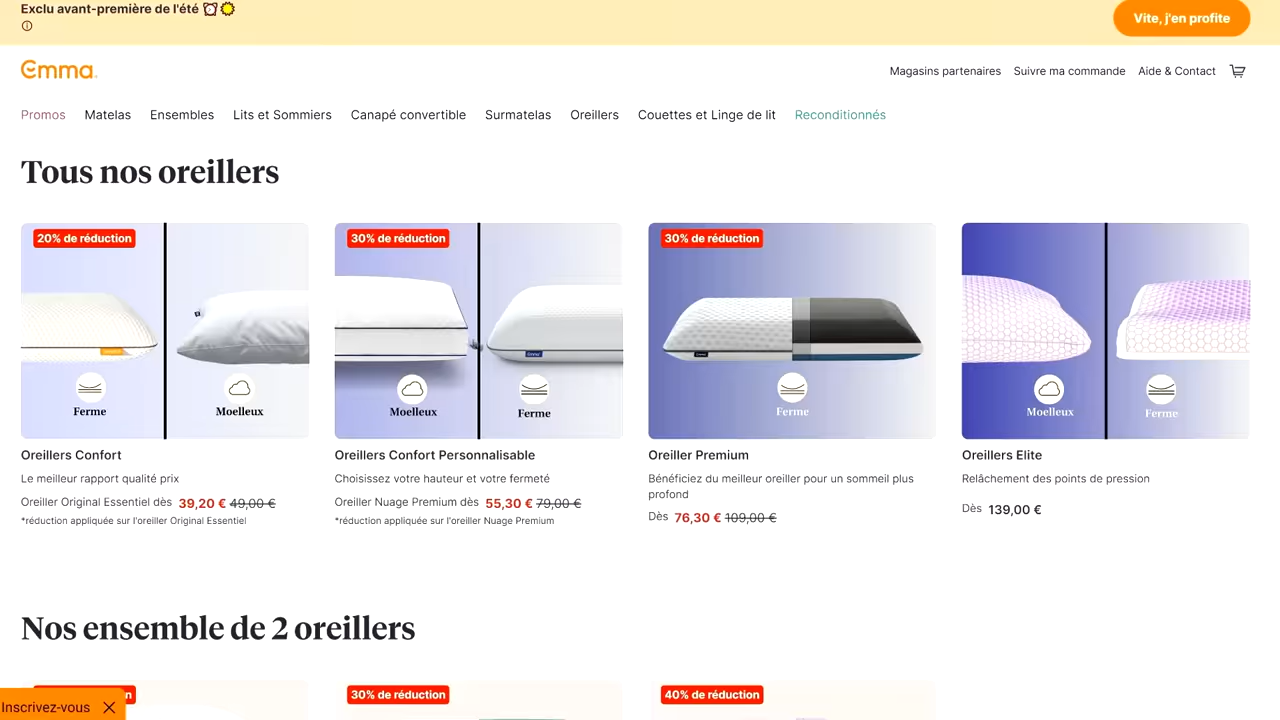 Exclu avant-première de l'été
Vite, j'en profite
Emma
Magasins partenaires Suivre ma commande Aide & Contact
Promos Matelas Ensembles Lits et Sommiers Canapé convertible Surmatelas Oreillers Couettes et Linge de lit Reconditionnés
Tous nos oreillers
20% de réduction
Ferme
Moelleux
Oreillers Confort
Le meilleur rapport qualité prix
Oreiller Original Essentiel dès 39,20 € 49,00 €
*réduction appliquée sur l'oreiller Original Essentiel
30% de réduction
Moelleux
Ferme
Oreillers Confort Personnalisable
Choisissez votre hauteur et votre fermeté
Oreiller Nuage Premium dès 55,30 € 79,00 €
*réduction appliquée sur l'oreiller Nuage Premium
30% de réduction
Ferme
Oreiller Premium
Bénéficiez du meilleur oreiller pour un sommeil plus
profond
Dès 76,30 € 109,00 €
Moelleux
Ferme
Oreillers Elite
Relâchement des points de pression
Dès 139,00 €
Nos ensemble de 2 oreillers
30% de réduction
40% de réduction
Inscrivez-vous